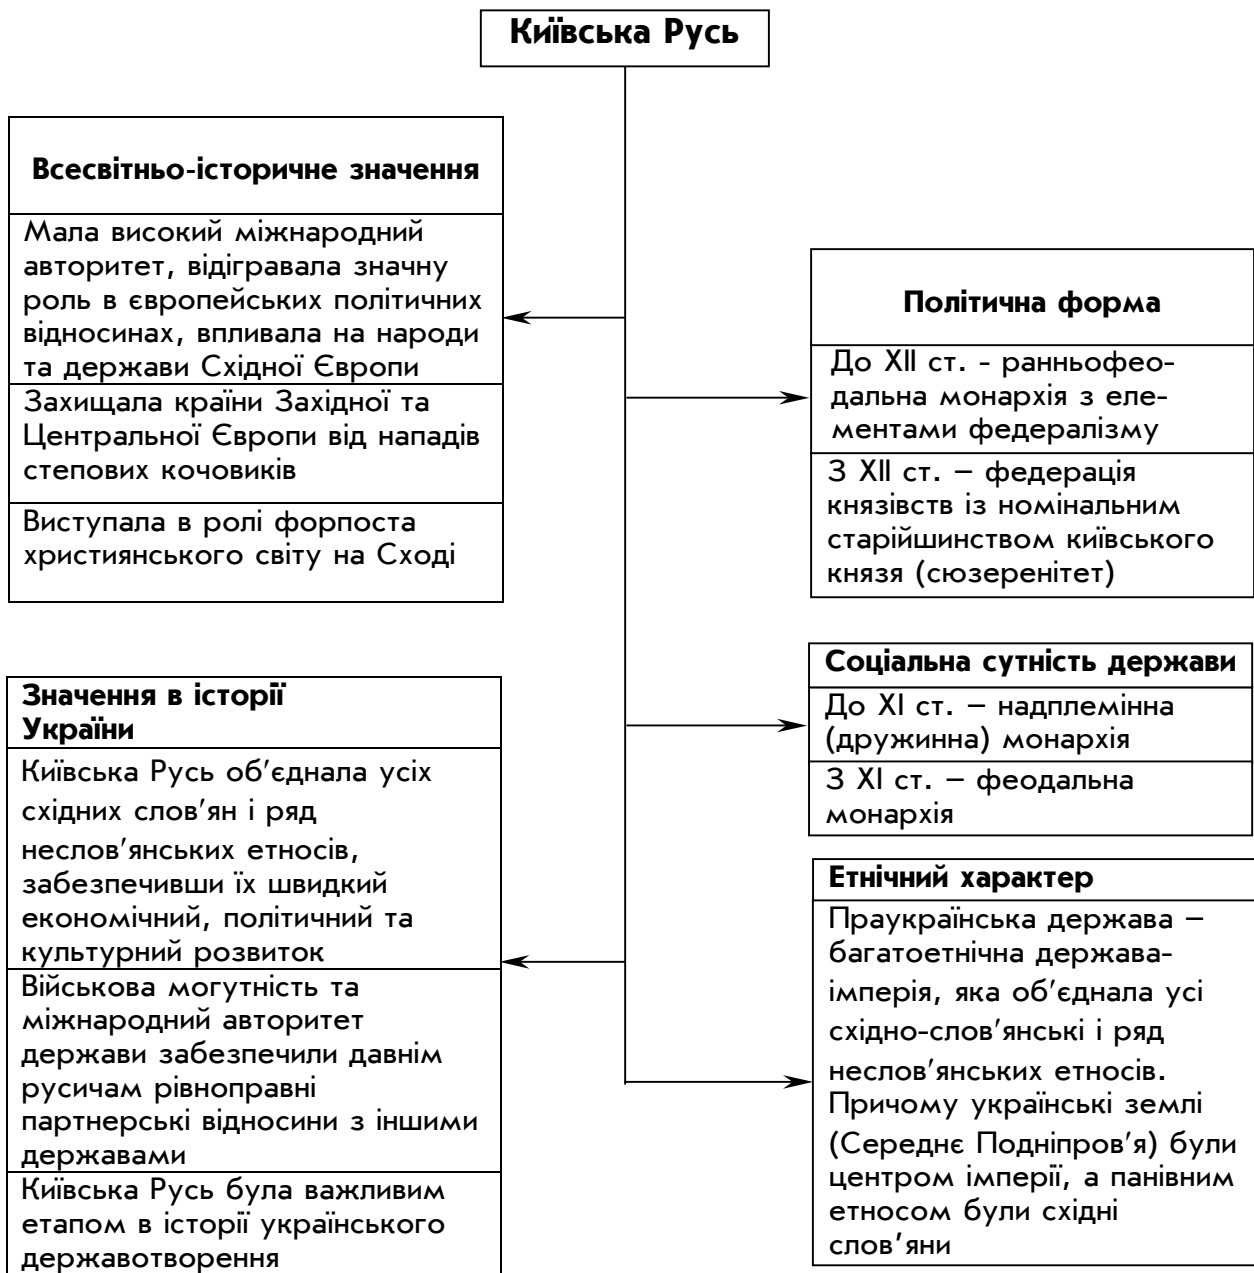 Київська Русь
Всесвітньо-історичне значення
Мала високий міжнародний
авторитет, відігравала значну
роль в європейських політичних
відносинах, впливала на народи
та держави Східної Європи
Захищала країни Західної та
Центральної Європи від нападів
степових кочовиків
Виступала в ролі форпоста
християнського світу на Сході
Політична форма
До XII ст. - ранньофео-
дальна монархія з еле-
ментами федералізму
З XII ст. – федерація
князівств із номінальним
старійшинством київського
князя (сюзеренітет)
Соціальна сутність держави
До XI ст. – надплемінна
(дружинна) монархія
З XI ст. – феодальна
монархія
Значення в історії
України
Київська Русь об'єднала усіх
східних слов'ян і ряд
неслов'янських етносів,
забезпечивши їх швидкий
економічний, політичний та
культурний розвиток
Військова могутність та
міжнародний авторитет
держави забезпечили давнім
русичам рівноправні
партнерські відносини з іншими
державами
Київська Русь була важливим
етапом в історії українського
державотворення
Етнічний характер
Праукраїнська держава –
багатоетнічна держава-
імперія, яка об'єднала усі
східно-слов'янські і ряд
неслов'янських етносів.
Причому українські землі
(Середнє Подніпров'я) були
центром імперії, а панівним
етносом були східні
слов'яни